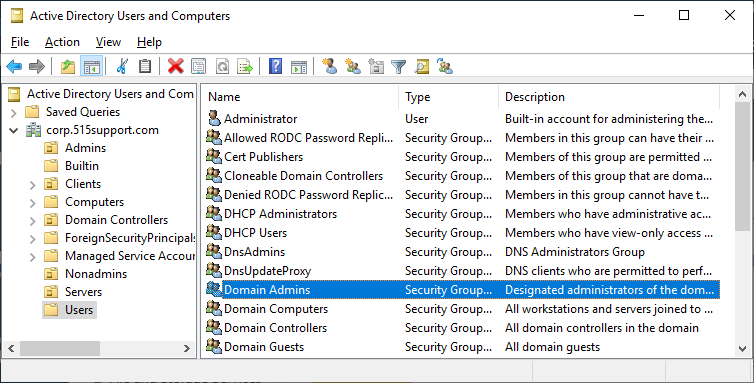 Active Directory Users and Computers
File Action View Help
Active Directory Users and Com
Saved Queries
corp.515support.com
Admins
Builtin
Clients
Computers
Domain Controllers
ForeignSecurityPrincipals
Managed Service Accour
Nonadmins
Servers
Users
Name Type Description
Administrator User Built-in account for administering the...
Allowed RODC Password Repli... Security Group... Members in this group can have their ...
Cert Publishers Security Group... Members of this group are permitted ...
Cloneable Domain Controllers Security Group... Members of this group that are doma...
Denied RODC Password Replic... Security Group... Members in this group cannot have t...
DHCP Administrators Security Group... Members who have administrative ac...
DHCP Users Security Group... Members who have view-only access ...
DnsAdmins Security Group... DNS Administrators Group
DnsUpdateProxy Security Group... DNS clients who are permitted to perf...
Domain Admins Security Group... Designated administrators of the dom...
Domain Computers Security Group... All workstations and servers joined to ...
Domain Controllers Security Group... All domain controllers in the domain
Domain Guests Security Group... All domain guests